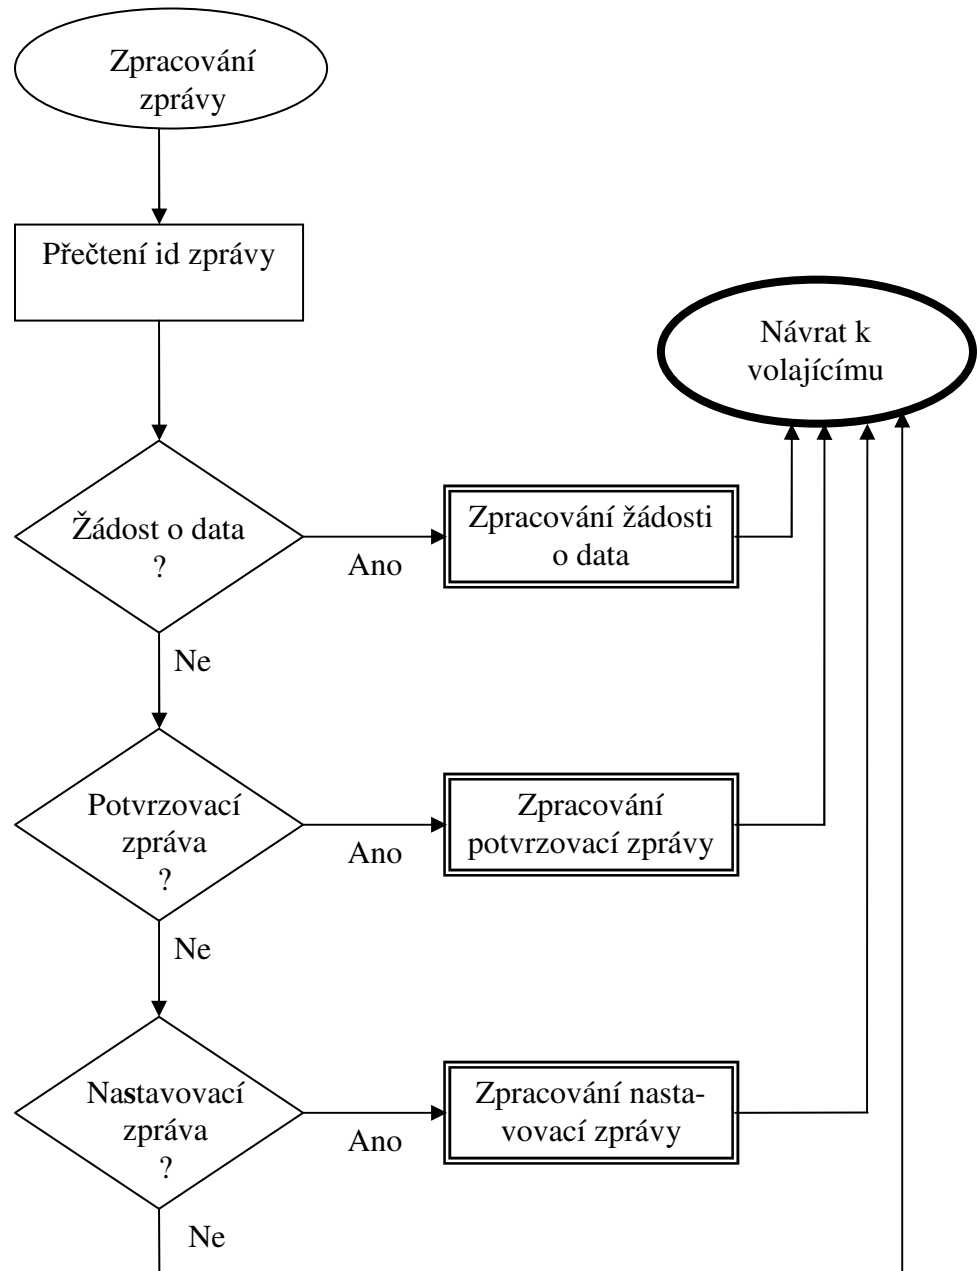 Zpracování
zprávy
Přečtení id zprávy
Návrat k
volajícímu
Žádost o data
?
Ano
Zpracování žádosti
o data
Ne
Potvrzovací
zpráva
?
Ano
Zpracování
potvrzovací zprávy
Ne
Nastavovací
zpráva
?
Ano
Zpracování nasta-
vovací zprávy
Ne